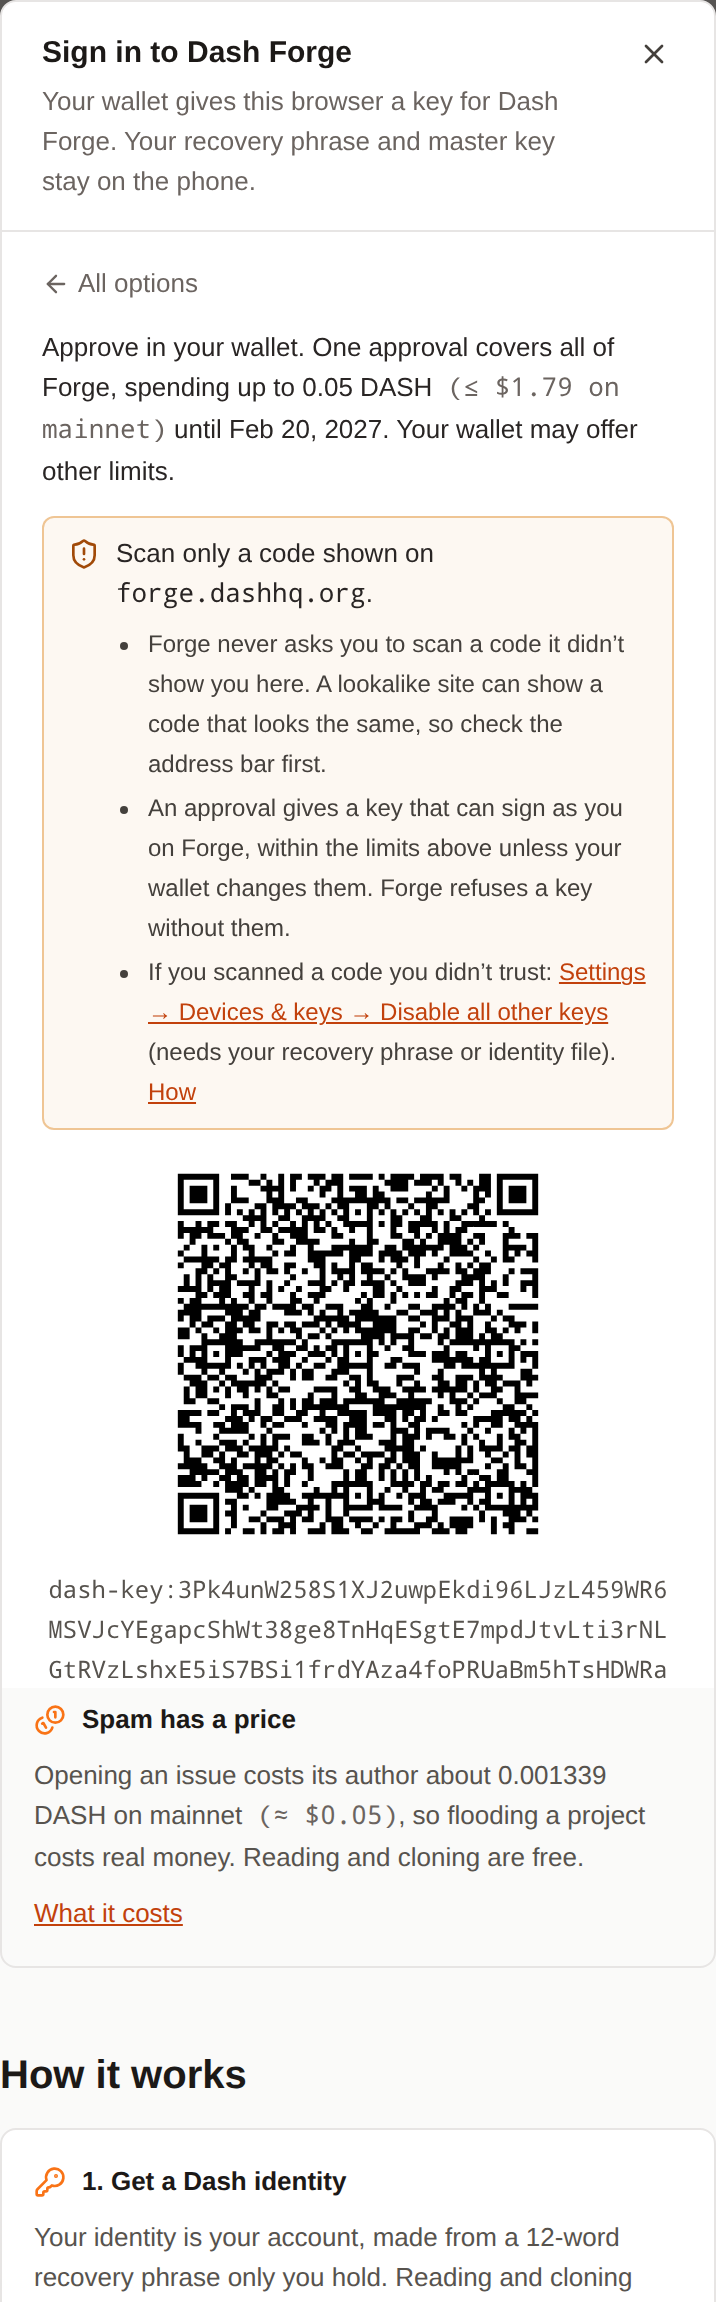 Sign in to Dash Forge
Your wallet gives this browser a key for Dash
Forge. Your recovery phrase and master key
stay on the phone.
← All options
Approve in your wallet. One approval covers all of
Forge, spending up to 0.05 DASH (≤ $1.79 on
mainnet) until Feb 20, 2027. Your wallet may offer
other limits.
Scan only a code shown on
forge.dashhq.org.
• Forge never asks you to scan a code it didn’t
show you here. A lookalike site can show a
code that looks the same, so check the
address bar first.
• An approval gives a key that can sign as you
on Forge, within the limits above unless your
wallet changes them. Forge refuses a key
without them.
• If you scanned a code you didn’t trust: Settings
→ Devices & keys → Disable all other keys
(needs your recovery phrase or identity file).
How
dash-key:3Pk4unW258S1XJ2uwpEkdi96LJzL459WR6
MSVJcYEgapcShWt38ge8TnHqESgtE7mpdJtvLti3rNL
GtRVzLshxE5iS7BSi1frdYAza4foPRUaBm5hTsHDWRa
Spam has a price
Opening an issue costs its author about 0.001339
DASH on mainnet (≈ $0.05), so flooding a project
costs real money. Reading and cloning are free.
What it costs
How it works
1. Get a Dash identity
Your identity is your account, made from a 12-word
recovery phrase only you hold. Reading and cloning